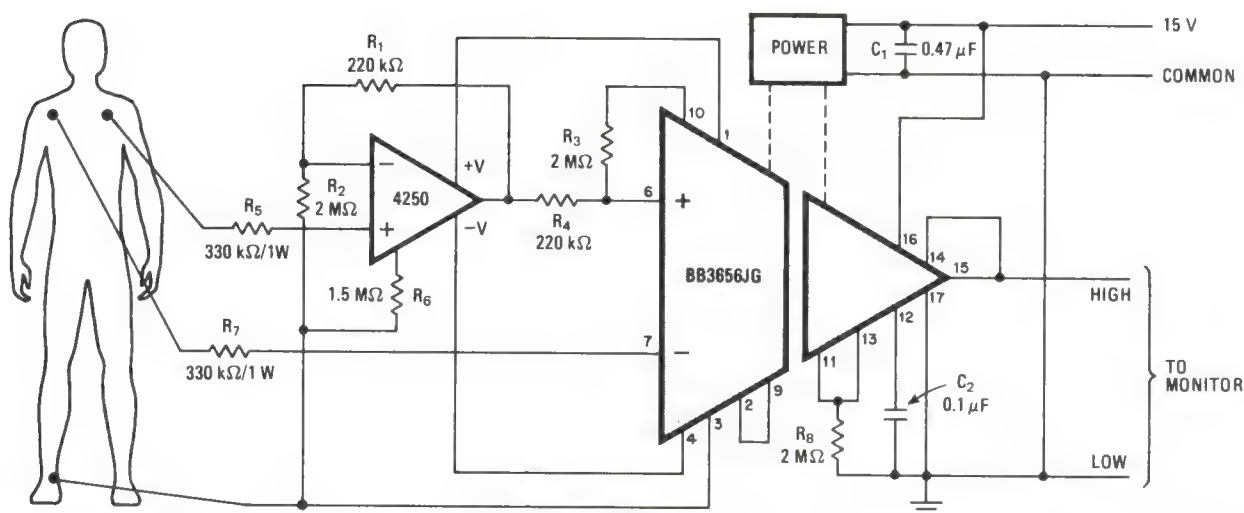 POWER
C₁
0.47 μF
15 V
COMMON
R₁
220 kΩ
10
1
R₃
2 MΩ
−
+V
R₂
2 MΩ
4250
6
+
R₄
220 kΩ
R₅
330 kΩ/1W
+
−V
16
14
15
BB3656JG
17
HIGH
1.5 MΩ
R₆
12
13
R₇
330 kΩ/1 W
7
−
11
TO
MONITOR
C₂
0.1 μF
9
2
3
4
R₈
2 MΩ
LOW